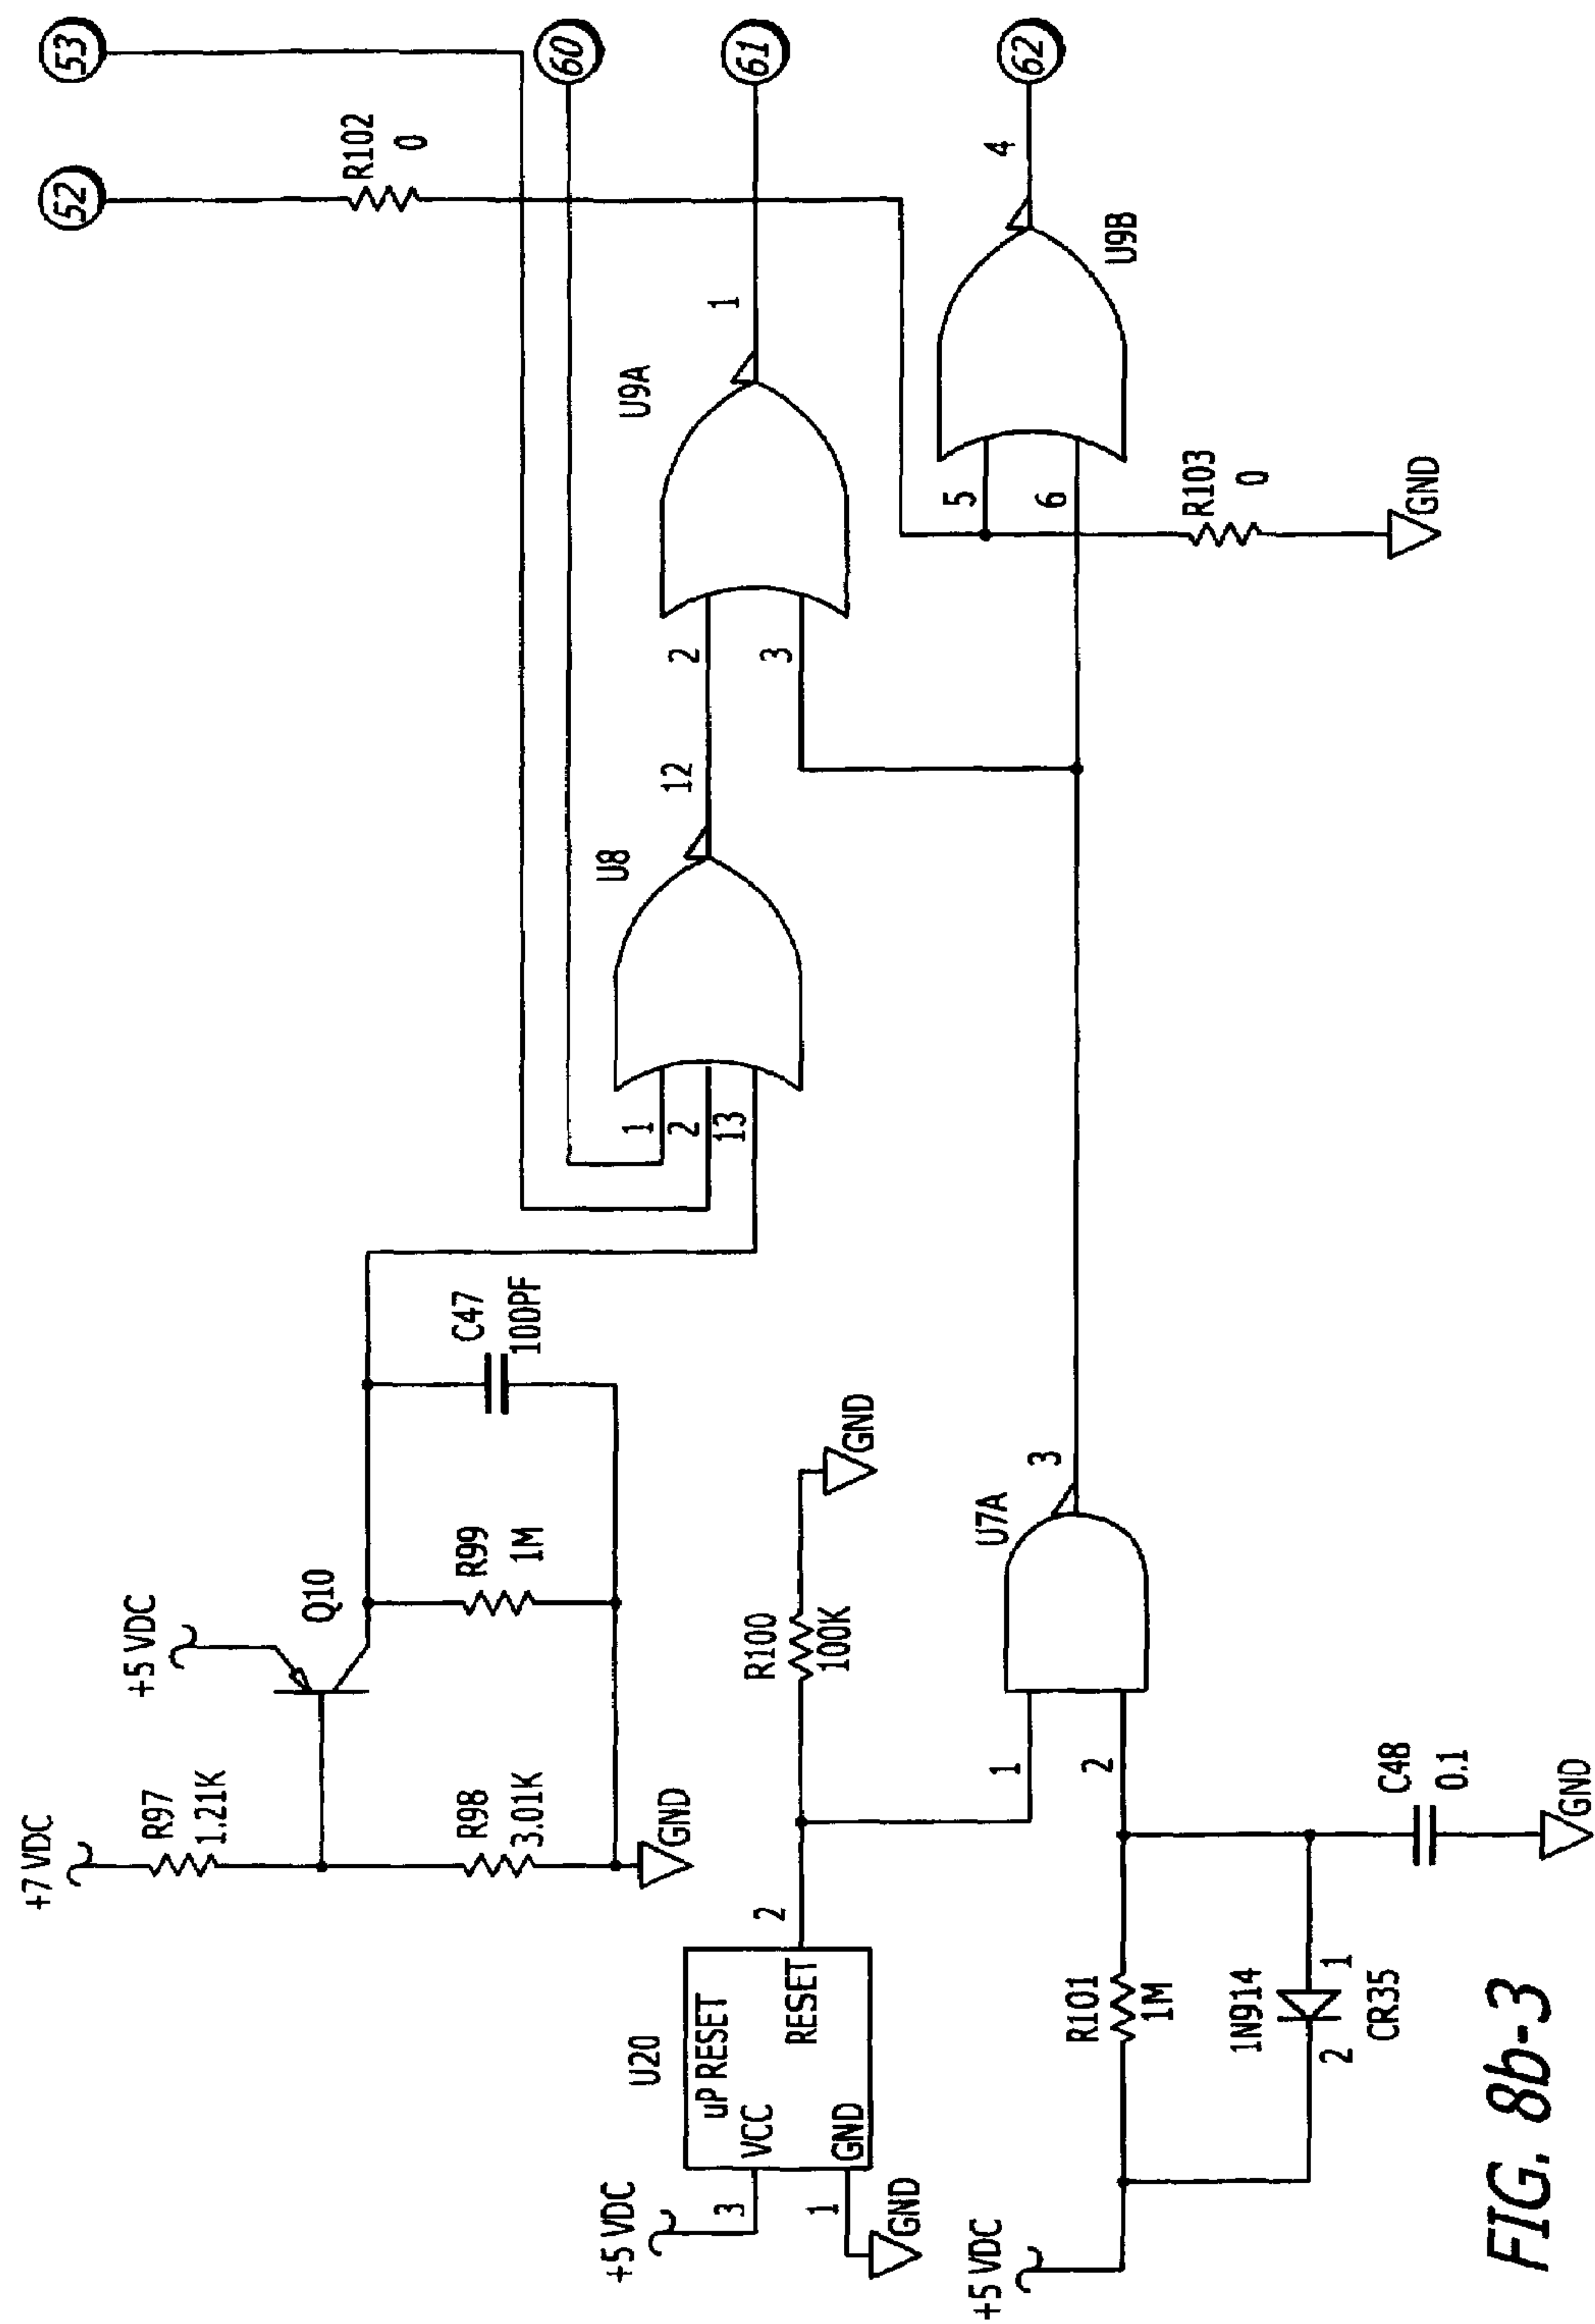 +7 VDC
R97
1.21K
+5 VDC
Q10
R98
3.01K
GND
R99
1M
C47
100PF
53
52
R102
0
60
61
62
+5 VDC
U20
uP RESET
VCC
3
RESET
2
GND
1
GND
R100
100K
GND
U8
1
2
13
12
U9A
2
3
1
+5 VDC
R101
1M
1N914
2
1
CR35
C48
0.1
GND
U7A
1
2
3
5
6
4
U9B
R103
0
GND
FIG. 8b-3